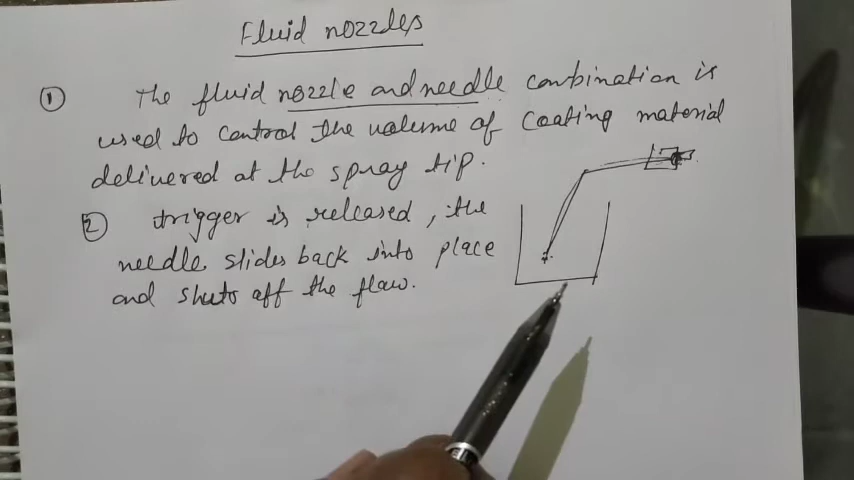 Fluid nozzles
① The fluid nozzle and needle combination is
used to control the volume of coating material
delivered at the spray tip.
② trigger is released, the
needle slides back into place
and shuts off the flow.